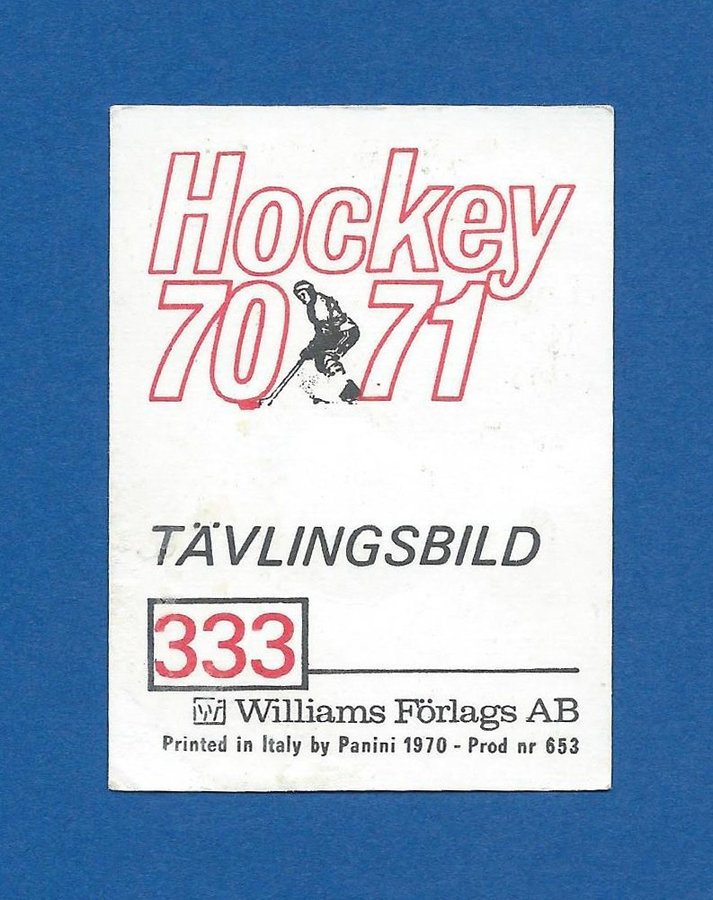 Hockey
70 71
TÄVLINGSBILD
333
W Williams Förlags AB
Printed in Italy by Panini 1970 - Prod nr 653